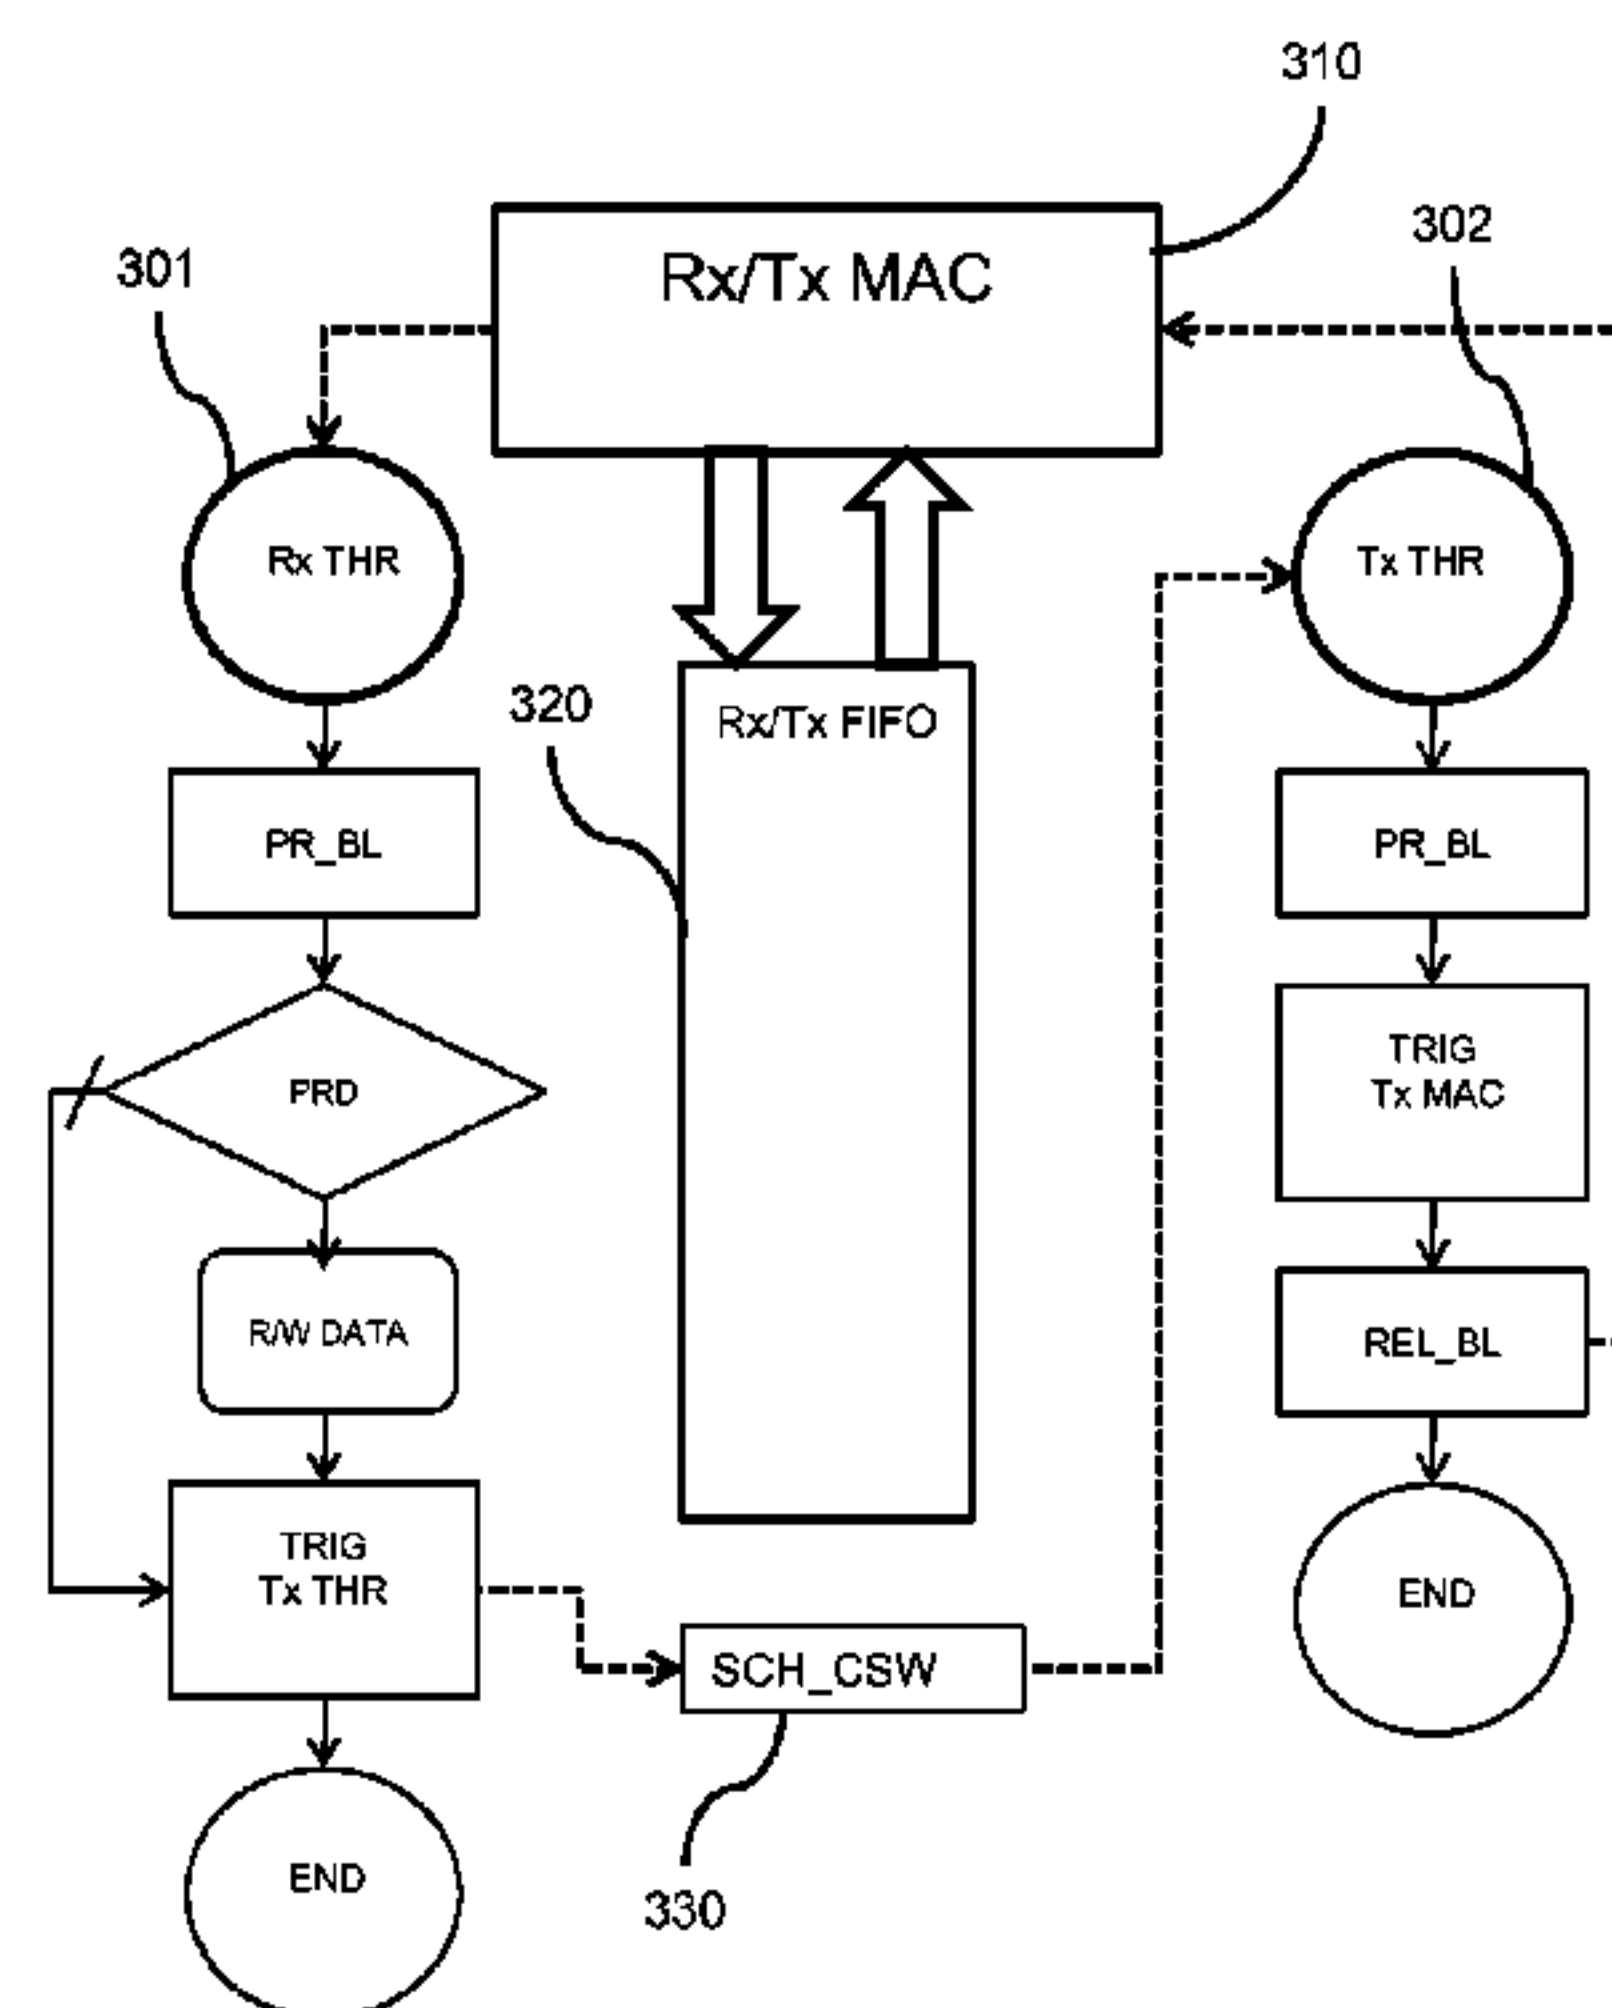 310
302
301
Rx/Tx MAC
Rx THR
Tx THR
320
Rx/Tx FIFO
PR_BL
PR_BL
PRD
TRIG
Tx MAC
R/W DATA
REL_BL
TRIG
Tx THR
END
SCH_CSW
END
330